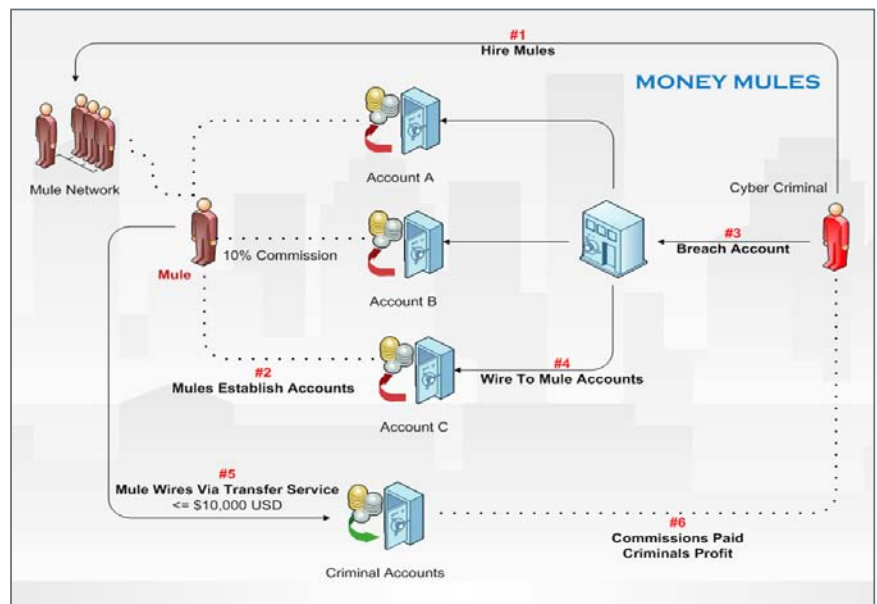 #1
Hire Mules
MONEY MULES
Mule Network
Account A
Cyber Criminal
#3
Breach Account
Mule
10% Commission
Account B
#2
Mules Establish Accounts
#4
Wire To Mule Accounts
Account C
#5
Mule Wires Via Transfer Service
<= $10,000 USD
#6
Commissions Paid
Criminals Profit
Criminal Accounts